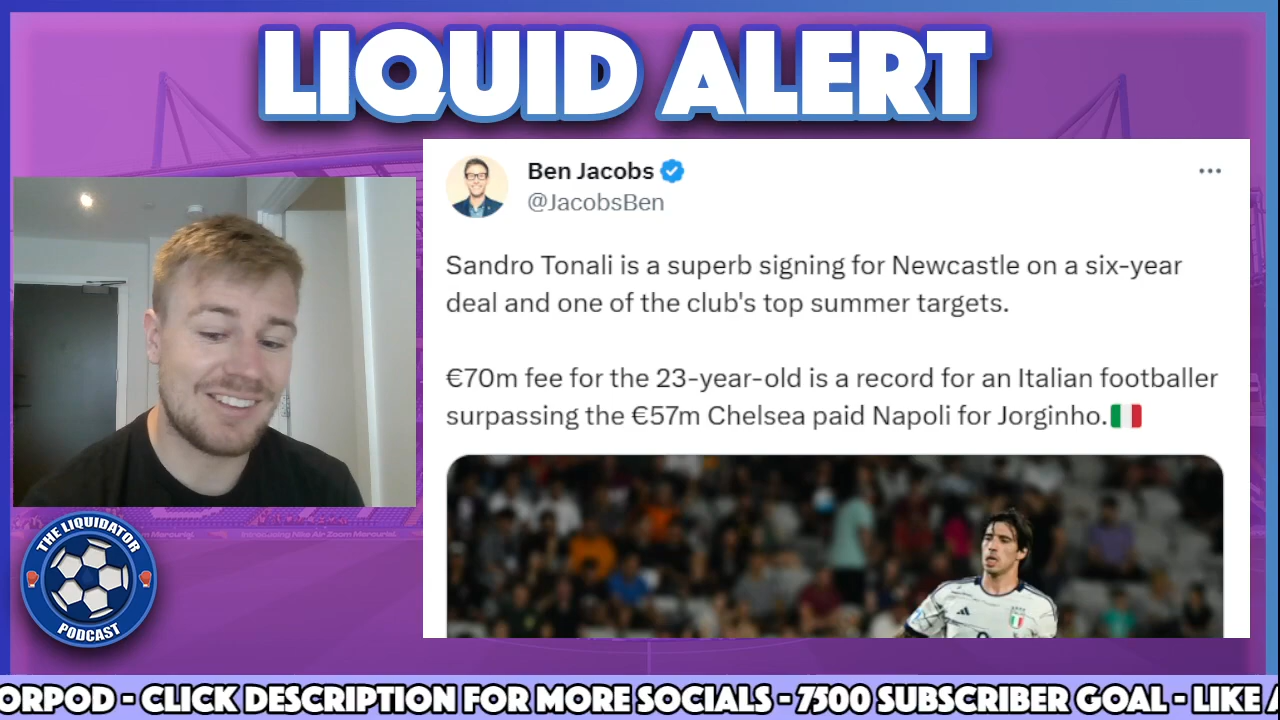 LIQUID ALERT
Ben Jacobs
@JacobsBen
Sandro Tonali is a superb signing for Newcastle on a six-year
deal and one of the club's top summer targets.
€70m fee for the 23-year-old is a record for an Italian footballer
surpassing the €57m Chelsea paid Napoli for Jorginho.🇮🇹
THE LIQUIDATOR
PODCAST
ORPOD - CLICK DESCRIPTION FOR MORE SOCIALS - 7500 SUBSCRIBER GOAL - LIKE